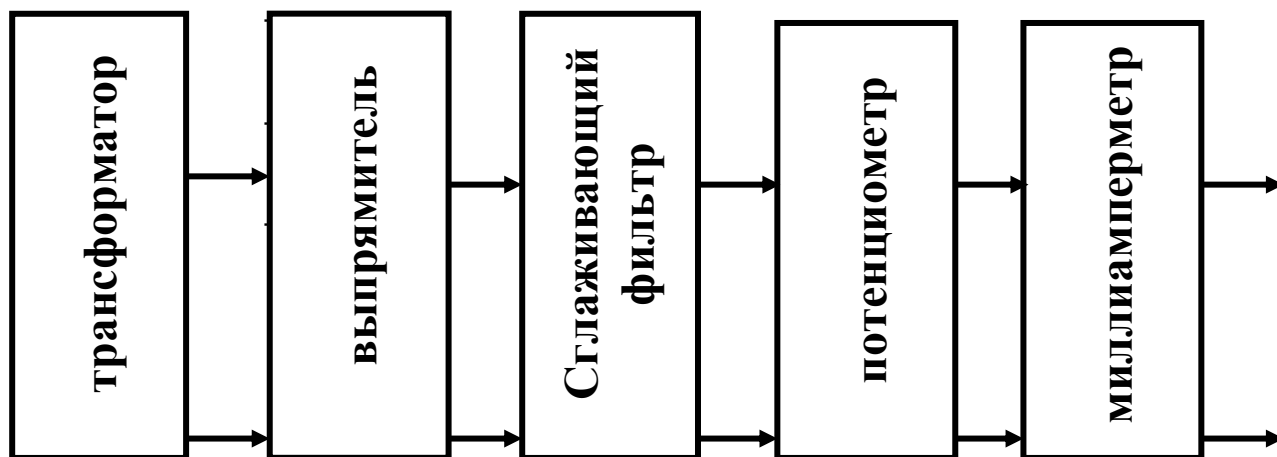 трансформатор
выпрямитель
Сглаживающий
фильтр
потенциометр
миллиамперметр